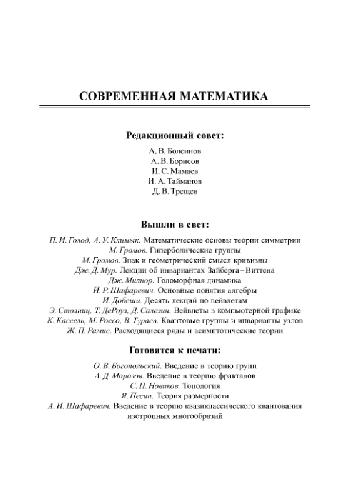 СОВРЕМЕННАЯ МАТЕМАТИКА
Редакционный совет:
А. В. Болсинов
А. В. Борисов
И. С. Мамаев
И. А. Тайманов
Д. В. Трещев
Вышли в свет:
П. И. Голод, А. У. Климык. Математические основы теории симметрии
М. Громов. Гиперболические группы
М. Громов. Знак и геометрический смысл кривизны
Дж. Д. Мур. Лекции об инвариантах Зайберга–Виттена
Дж. Милнор. Голоморфная динамика
И. Р. Шафаревич. Основные понятия алгебры
И. Добеши. Десять лекций по вейвлетам
Э. Столниц, Т. ДеРоуз, Д. Салезин. Вейвлеты в компьютерной графике
К. Кассель, М. Россо, В. Тураев. Квантовые группы и инварианты узлов
Ж. П. Рамис. Расходящиеся ряды и асимптотические теории
Готовятся к печати:
О. В. Богопольский. Введение в теорию групп
А. Д. Морозов. Введение в теорию фракталов
С. П. Новиков. Топология
Я. Песин. Теория размерности
А. И. Шафаревич. Введение в теорию квазиклассического квантования
изотропных многообразий